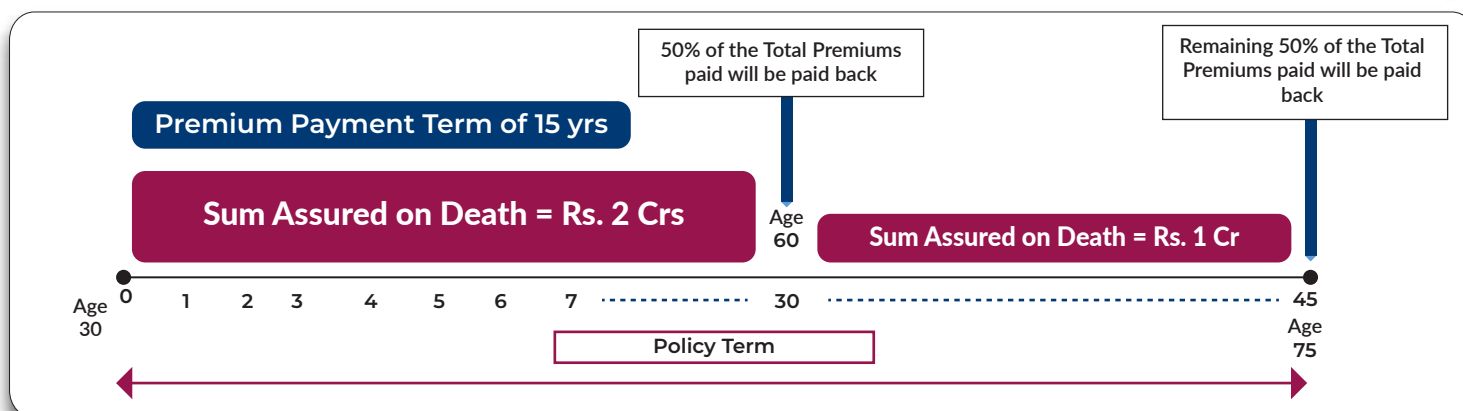 50% of the Total Premiums
paid will be paid back
Remaining 50% of the Total
Premiums paid will be paid
back
Premium Payment Term of 15 yrs
Sum Assured on Death = Rs. 2 Crs
Age
60
Sum Assured on Death = Rs. 1 Cr
Age
30
0 1 2 3 4 5 6 7 30 45
Age
75
Policy Term